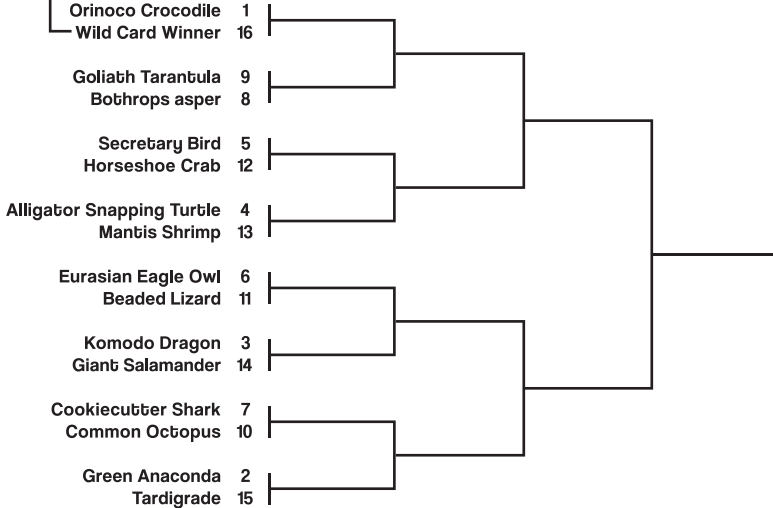 Orinoco Crocodile 1
Wild Card Winner 16
Goliath Tarantula 9
Bothrops asper 8
Secretary Bird 5
Horseshoe Crab 12
Alligator Snapping Turtle 4
Mantis Shrimp 13
Eurasian Eagle Owl 6
Beaded Lizard 11
Komodo Dragon 3
Giant Salamander 14
Cookiecutter Shark 7
Common Octopus 10
Green Anaconda 2
Tardigrade 15